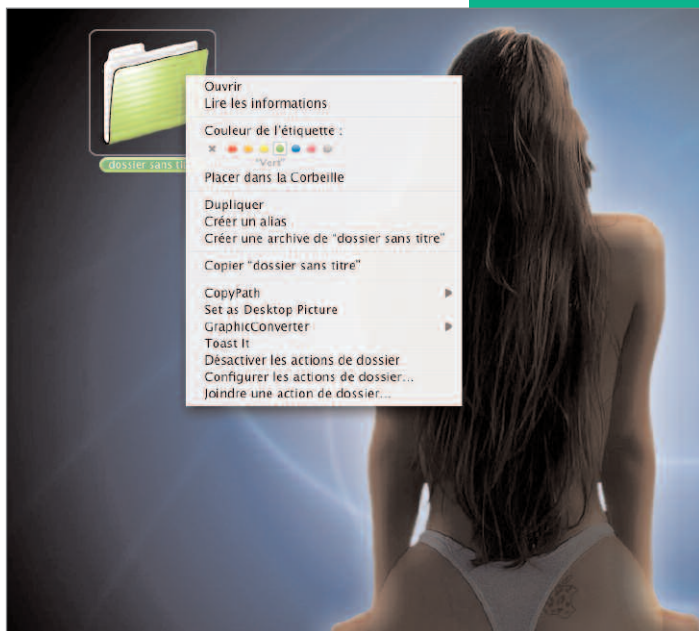 Ouvrir
Lire les informations
Couleur de l'étiquette :
"Vert"
Placer dans la Corbeille
Dupliquer
Créer un alias
Créer une archive de "dossier sans titre"
Copier "dossier sans titre"
CopyPath
Set as Desktop Picture
GraphicConverter
Toast It
Désactiver les actions de dossier
Configurer les actions de dossier...
Joindre une action de dossier...
dossier sans